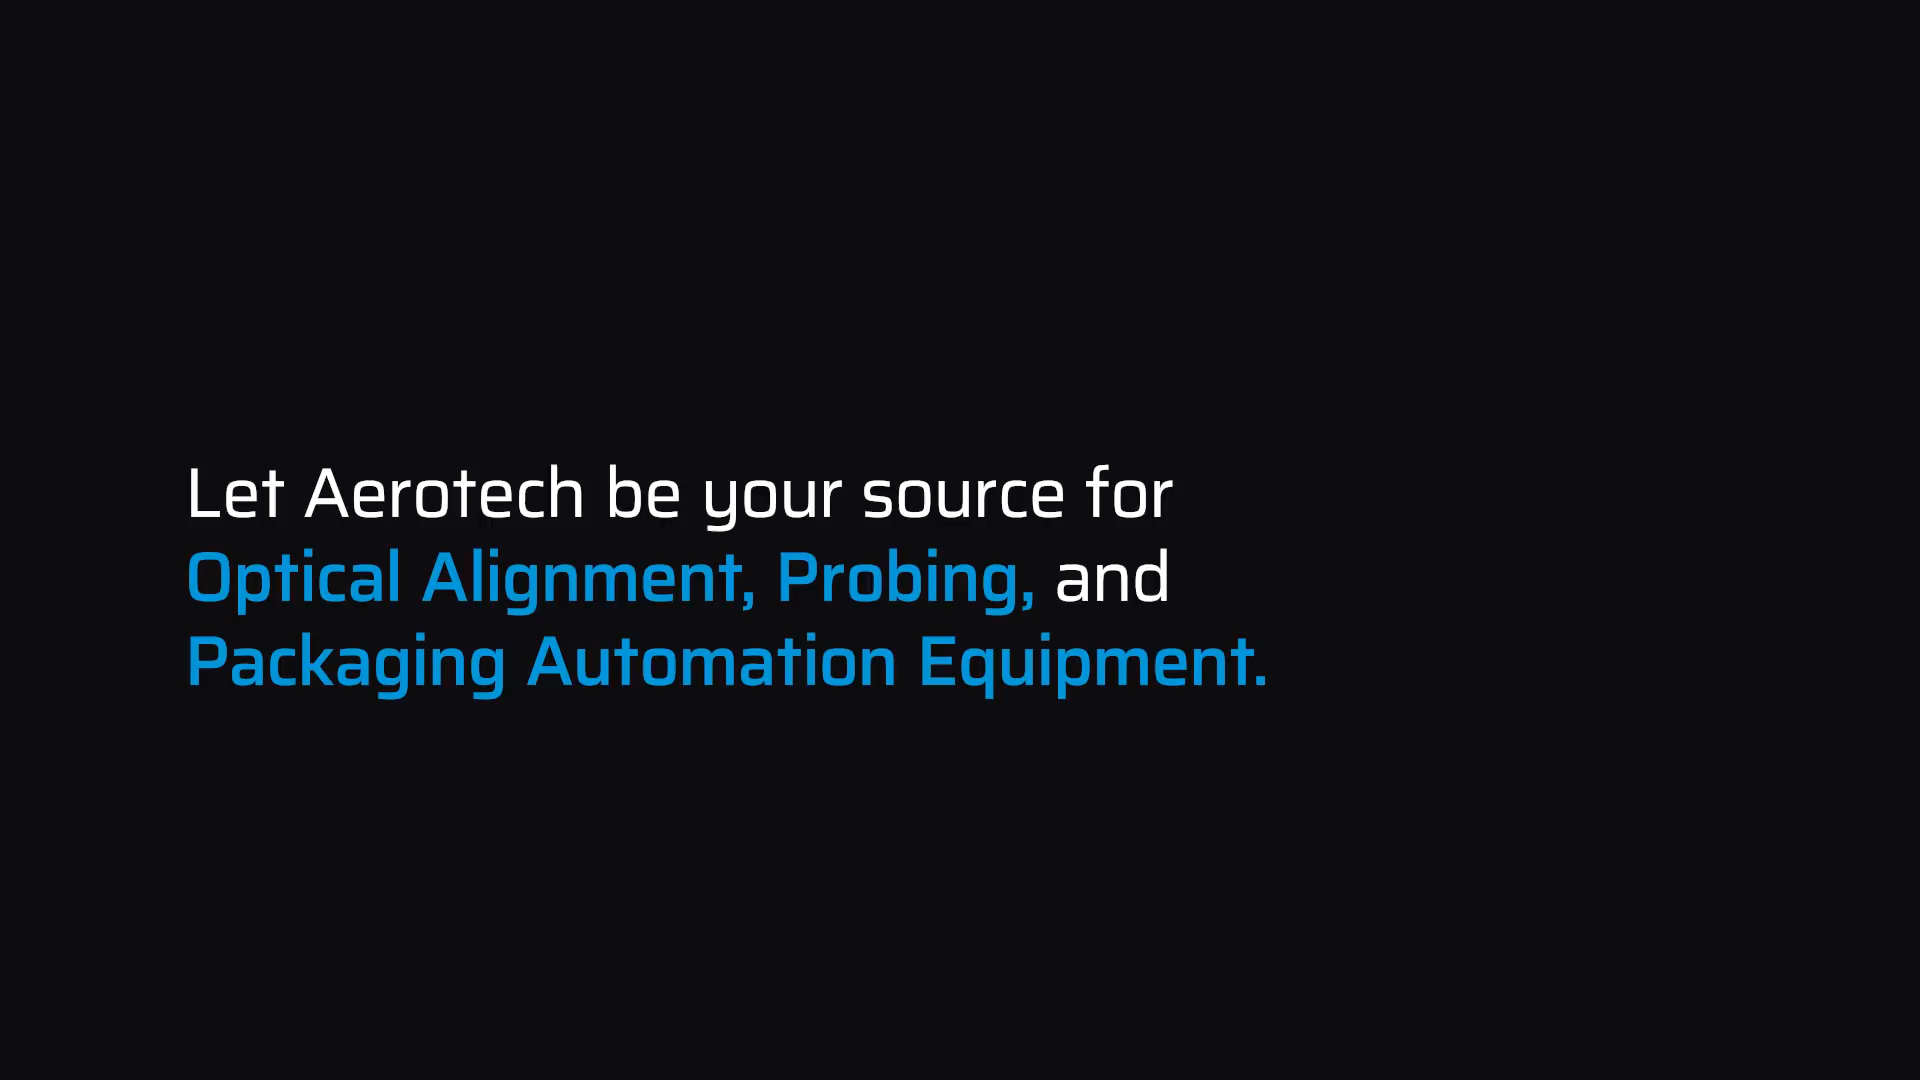 Let Aerotech be your source for
Optical Alignment, Probing, and
Packaging Automation Equipment.